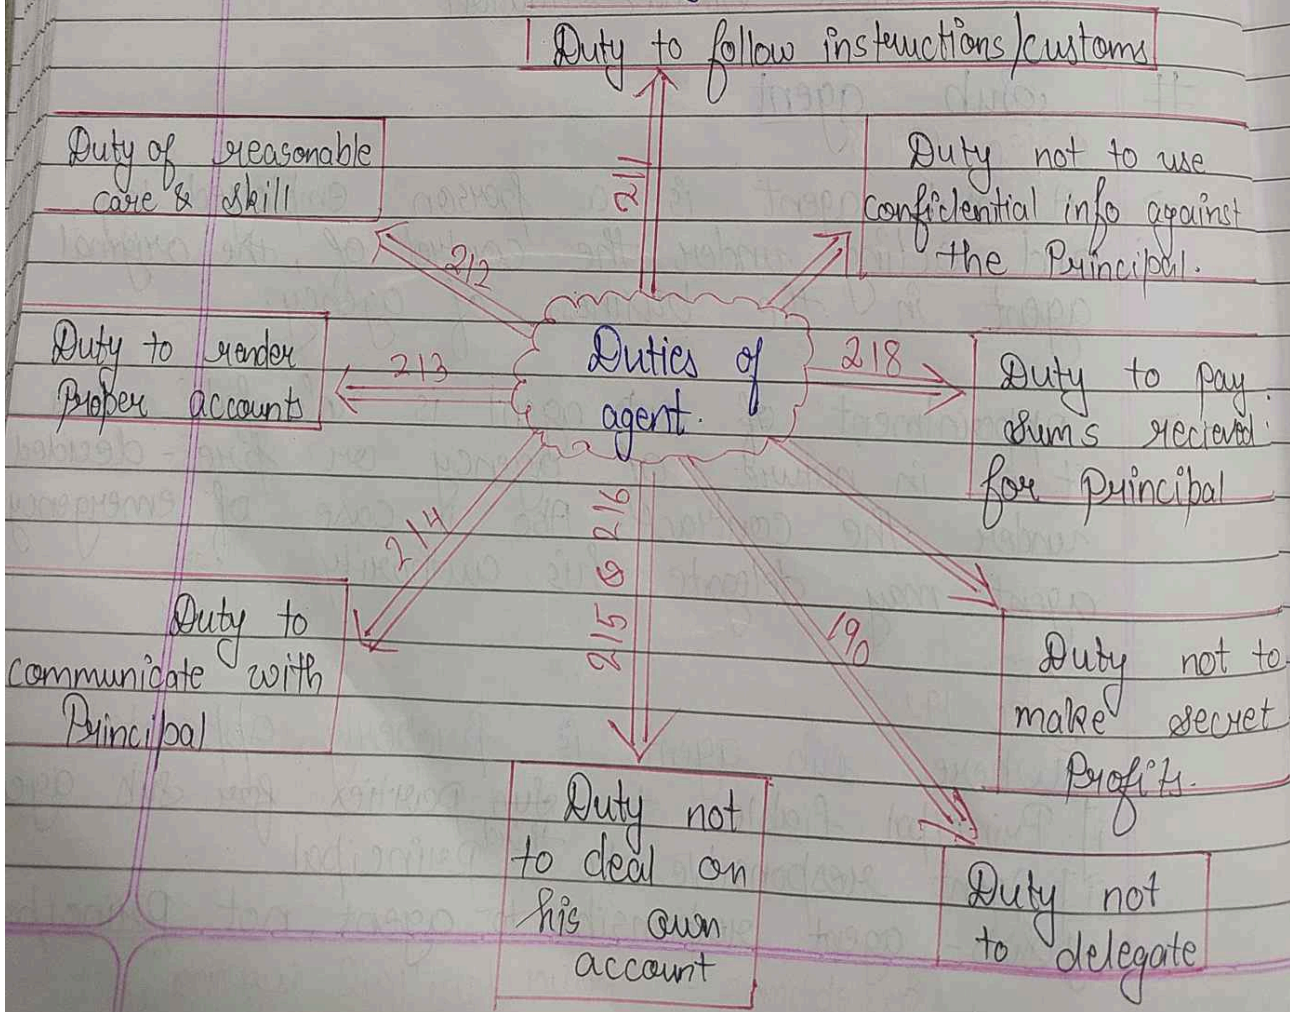 Duty to follow instructions/customs
211
Duty of reasonable
care & skill
212
Duty not to use
confidential info against
the Principal.
Duties of
agent.
Duty to render
Proper accounts
213
218
Duty to pay
sums recieved
for Principal
214
Duty to
communicate with
Principal
215 & 216
Duty not
to deal on
his own
account
190
Duty not
to delegate
Duty not to
make secret
Profits.